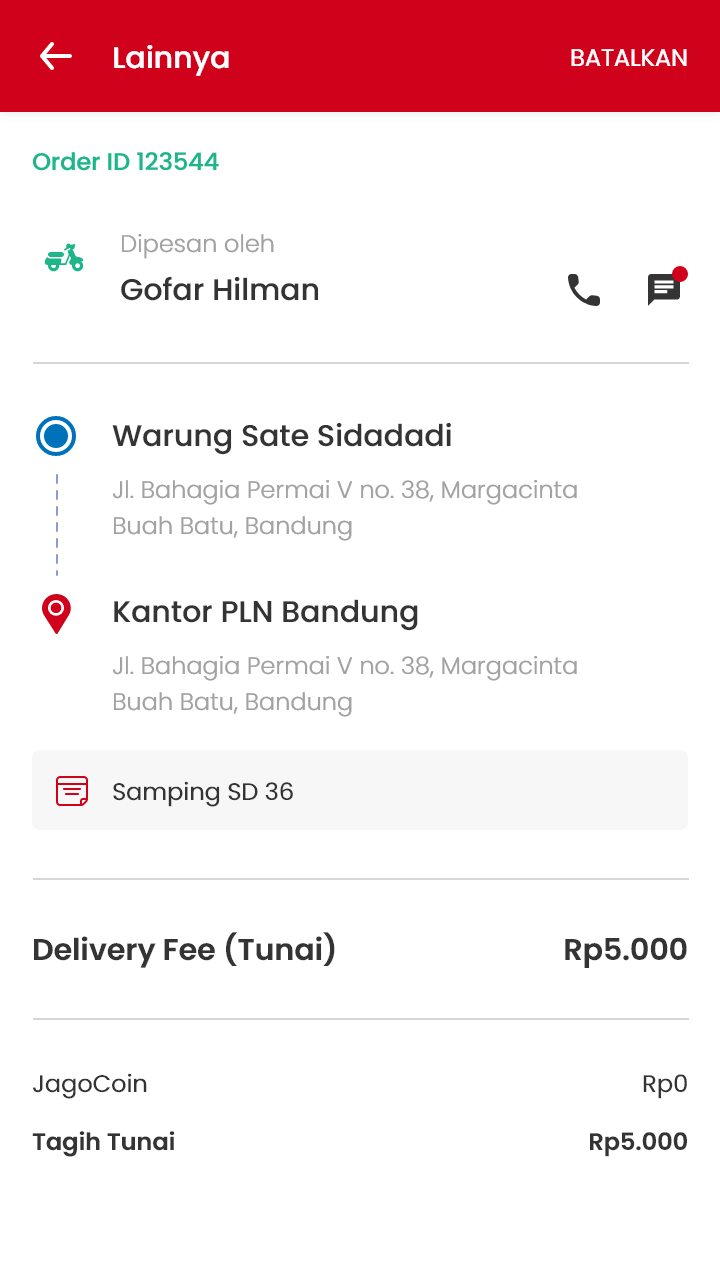 Lainnya
BATALKAN
Order ID 123544
Dipesan oleh
Gofar Hilman
Warung Sate Sidadadi
Jl. Bahagia Permai V no. 38, Margacinta
Buah Batu, Bandung
Kantor PLN Bandung
Jl. Bahagia Permai V no. 38, Margacinta
Buah Batu, Bandung
Samping SD 36
Delivery Fee (Tunai) Rp5.000
JagoCoin Rp0
Tagih Tunai Rp5.000